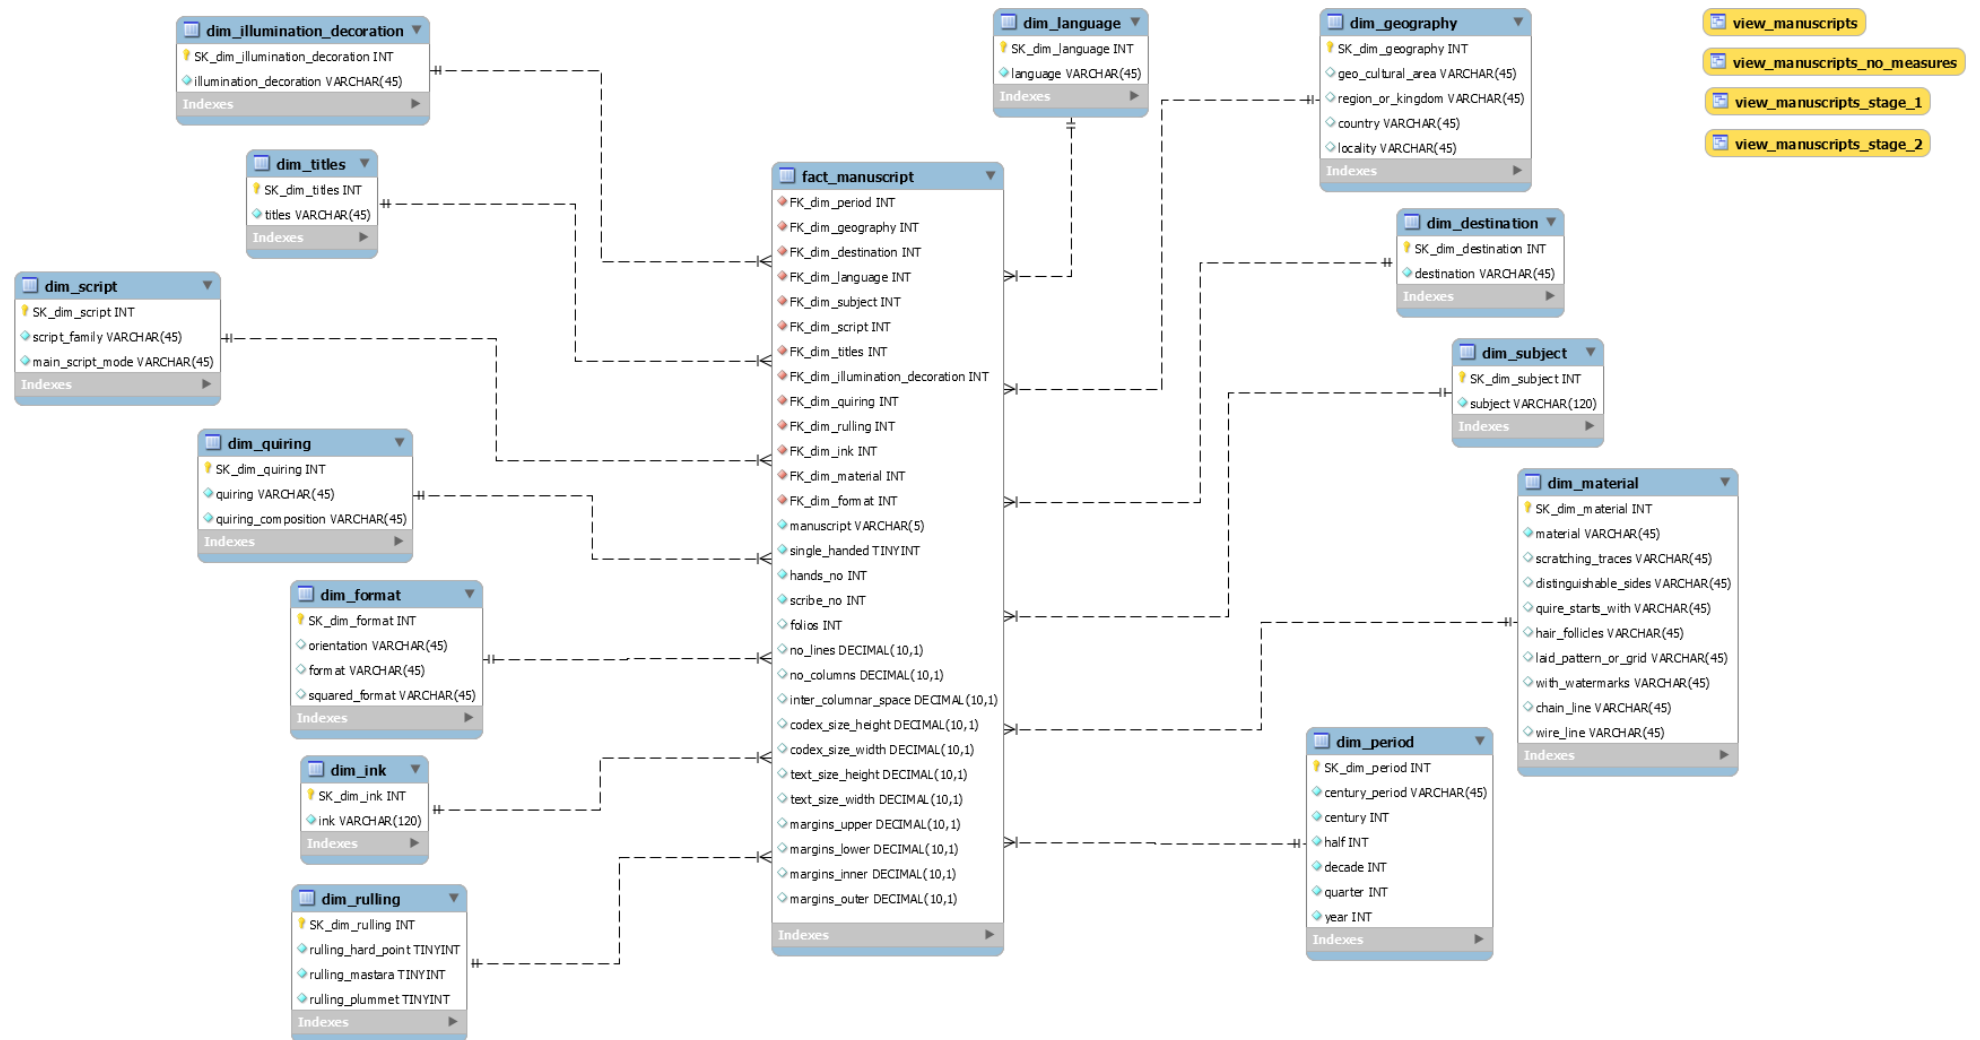 dim_illumination_decoration
SK_dim_illumination_decoration INT
illumination_decoration VARCHAR(45)
Indexes
dim_titles
SK_dim_titles INT
titles VARCHAR(45)
Indexes
dim_script
SK_dim_script INT
script_family VARCHAR(45)
main_script_mode VARCHAR(45)
Indexes
dim_quiring
SK_dim_quiring INT
quiring VARCHAR(45)
quiring_composition VARCHAR(45)
Indexes
dim_format
SK_dim_format INT
orientation VARCHAR(45)
format VARCHAR(45)
squared_format VARCHAR(45)
Indexes
dim_ink
SK_dim_ink INT
ink VARCHAR(120)
Indexes
dim_rulling
SK_dim_rulling INT
rulling_hard_point TINYINT
rulling_mastara TINYINT
rulling_plummet TINYINT
Indexes
fact_manuscript
FK_dim_period INT
FK_dim_geography INT
FK_dim_destination INT
FK_dim_language INT
FK_dim_subject INT
FK_dim_script INT
FK_dim_titles INT
FK_dim_illumination_decoration INT
FK_dim_quiring INT
FK_dim_rulling INT
FK_dim_ink INT
FK_dim_material INT
FK_dim_format INT
manuscript VARCHAR(5)
single_handed TINYINT
hands_no INT
scribe_no INT
folios INT
no_lines DECIMAL(10,1)
no_columns DECIMAL(10,1)
inter_columnar_space DECIMAL(10,1)
codex_size_height DECIMAL(10,1)
codex_size_width DECIMAL(10,1)
text_size_height DECIMAL(10,1)
text_size_width DECIMAL(10,1)
margins_upper DECIMAL(10,1)
margins_lower DECIMAL(10,1)
margins_inner DECIMAL(10,1)
margins_outer DECIMAL(10,1)
Indexes
dim_language
SK_dim_language INT
language VARCHAR(45)
Indexes
dim_geography
SK_dim_geography INT
geo_cultural_area VARCHAR(45)
region_or_kingdom VARCHAR(45)
country VARCHAR(45)
locality VARCHAR(45)
Indexes
dim_destination
SK_dim_destination INT
destination VARCHAR(45)
Indexes
dim_subject
SK_dim_subject INT
subject VARCHAR(120)
Indexes
dim_material
SK_dim_material INT
material VARCHAR(45)
scratching_traces VARCHAR(45)
distinguishable_sides VARCHAR(45)
quire_starts_with VARCHAR(45)
hair_follicles VARCHAR(45)
laid_pattern_or_grid VARCHAR(45)
with_watermarks VARCHAR(45)
chain_line VARCHAR(45)
wire_line VARCHAR(45)
Indexes
dim_period
SK_dim_period INT
century_period VARCHAR(45)
century INT
half INT
decade INT
quarter INT
year INT
Indexes
view_manuscripts
view_manuscripts_no_measures
view_manuscripts_stage_1
view_manuscripts_stage_2